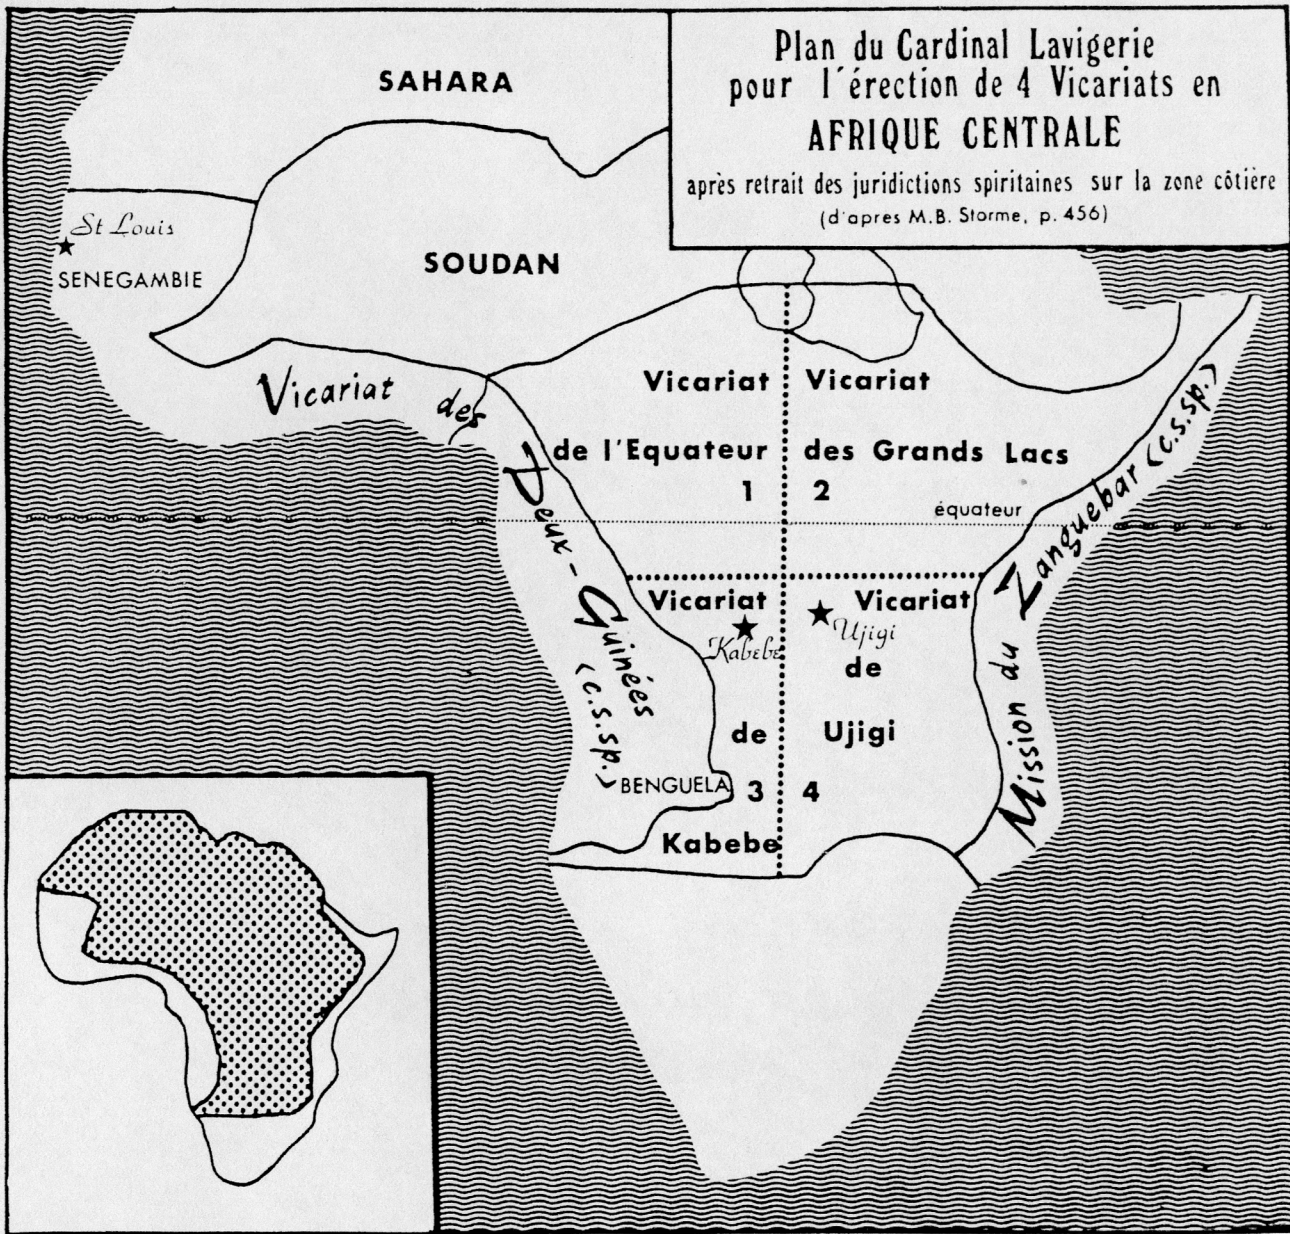 Plan du Cardinal Lavigerie
pour l'érection de 4 Vicariats en
AFRIQUE CENTRALE
après retrait des juridictions spiritaines sur la zone côtière
(d'apres M.B. Storme, p. 456)
SAHARA
St Louis
SENEGAMBIE
SOUDAN
Vicariat des Deux-Guinées <c.s.sp.>
Vicariat
de l'Equateur
1
Vicariat
des Grands Lacs
2
équateur
Mission du Zanguebar <c.s.sp.>
Vicariat
Kabebe
de
3
Kabebe
Vicariat
Ujigi
de
Ujigi
4
BENGUELA